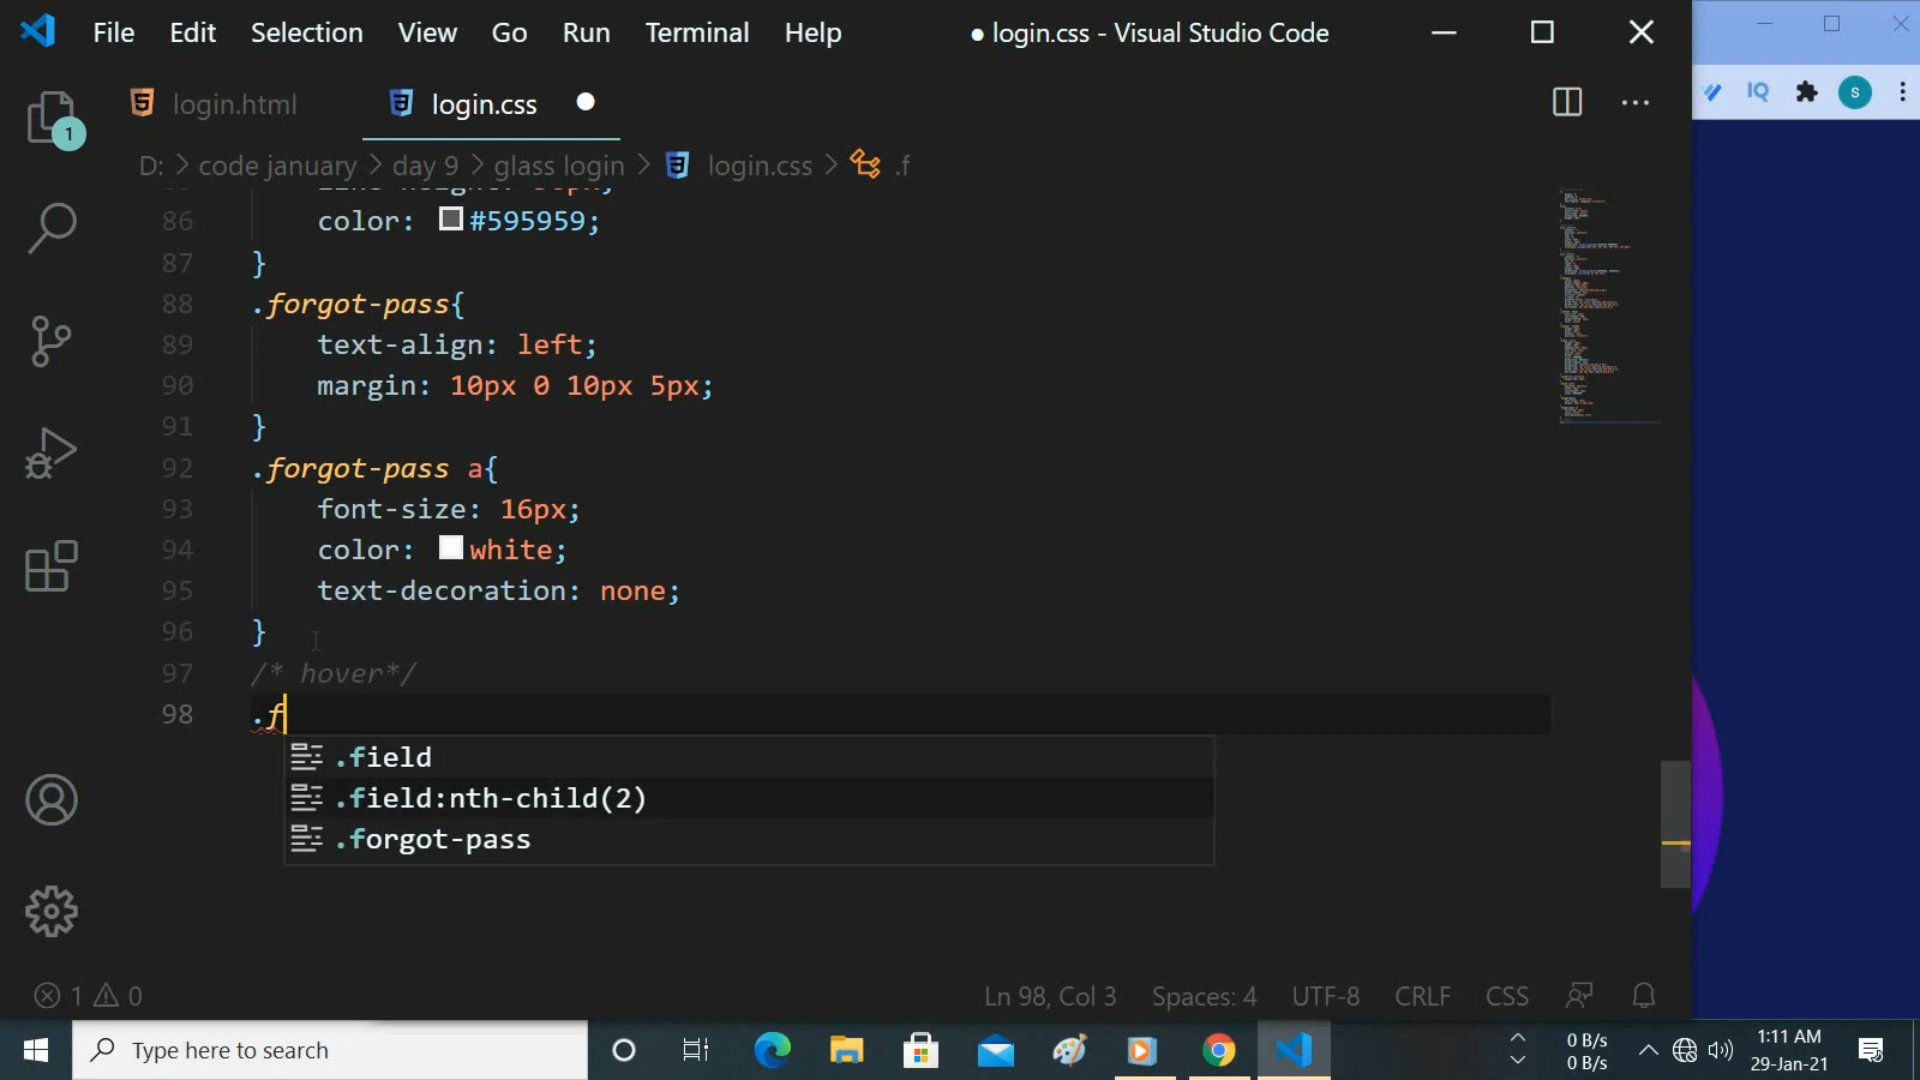 File Edit Selection View Go Run Terminal Help ● login.css - Visual Studio Code
s
IQ
login.html login.css
1
D: > code january > day 9 > glass login > login.css > .f
86 color: #595959;
87 }
88 .forgot-pass{
89 text-align: left;
90 margin: 10px 0 10px 5px;
91 }
92 .forgot-pass a{
93 font-size: 16px;
94 color: white;
95 text-decoration: none;
96 }
97 /* hover*/
98 .f
.field
.field:nth-child(2)
.forgot-pass
1 0 Ln 98, Col 3 Spaces: 4 UTF-8 CRLF CSS
Type here to search
0 B/s
0 B/s
1:11 AM
29-Jan-21